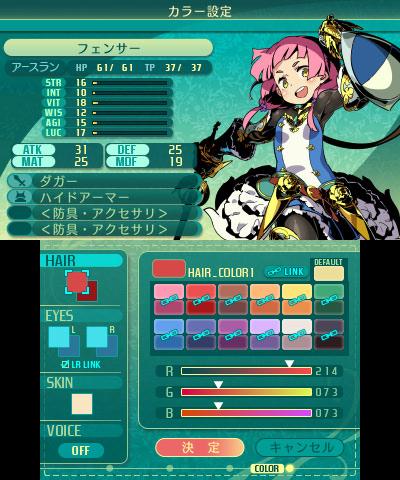 カラー設定
フェンサー
アースラン HP 61/ 61 TP 37/ 37
STR 16
INT 10
VIT 18
WIS 12
AGI 15
LUC 17
ATK 31 DEF 25
MAT 25 MDF 19
ダガー
ハイドアーマー
＜防具・アクセサリ＞
＜防具・アクセサリ＞
HAIR
EYES
L R
LR LINK
SKIN
VOICE
OFF
HAIR_COLOR1 LINK DEFAULT
R 214
G 073
B 073
決定 キャンセル
COLOR